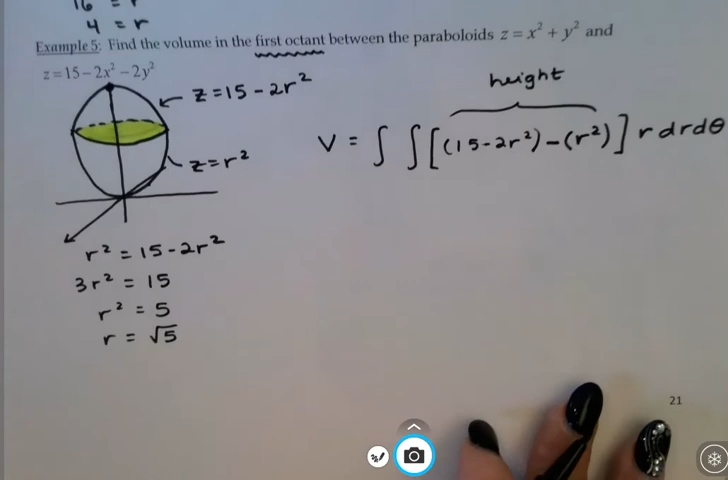 16 = r
4 = r
Example 5: Find the volume in the first octant between the paraboloids z = x² + y² and
z = 15 − 2x² − 2y²
z = 15 − 2r²
z = r²
height
V = ∫ ∫ [(15 − 2r²) − (r²)] r dr dθ
r² = 15 − 2r²
3r² = 15
r² = 5
r = √5
21